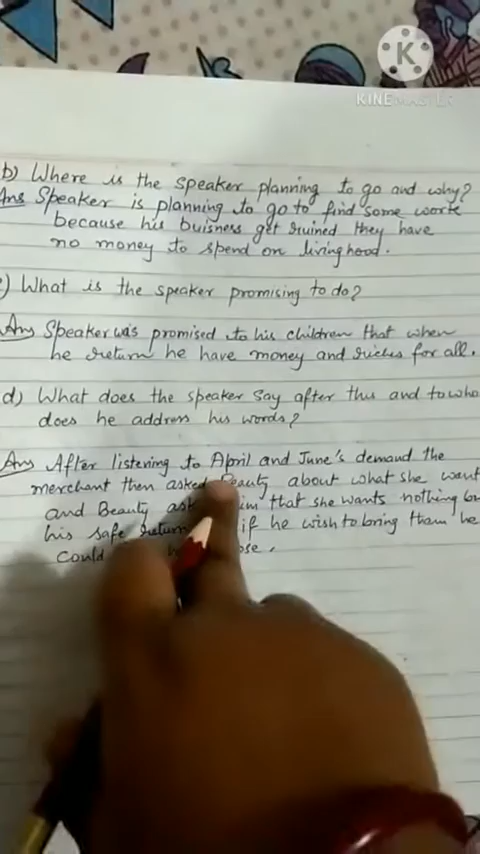 K
KINEMASTER
b) Where is the speaker planning to go and why?
Ans Speaker is planning to go to find some work
because his buisness get ruined they have
no money to spend on livinghood.
) What is the speaker promising to do?
Ans Speaker was promised to his children that when
he return he have money and riches for all.
d) What does the speaker say after this and to who
does he address his words?
Ans After listening to April and June's demand the
merchant then asked Beauty about what she want
and Beauty ask im that she wants nothing bu
his safe return if he wish to bring them he
could ose.